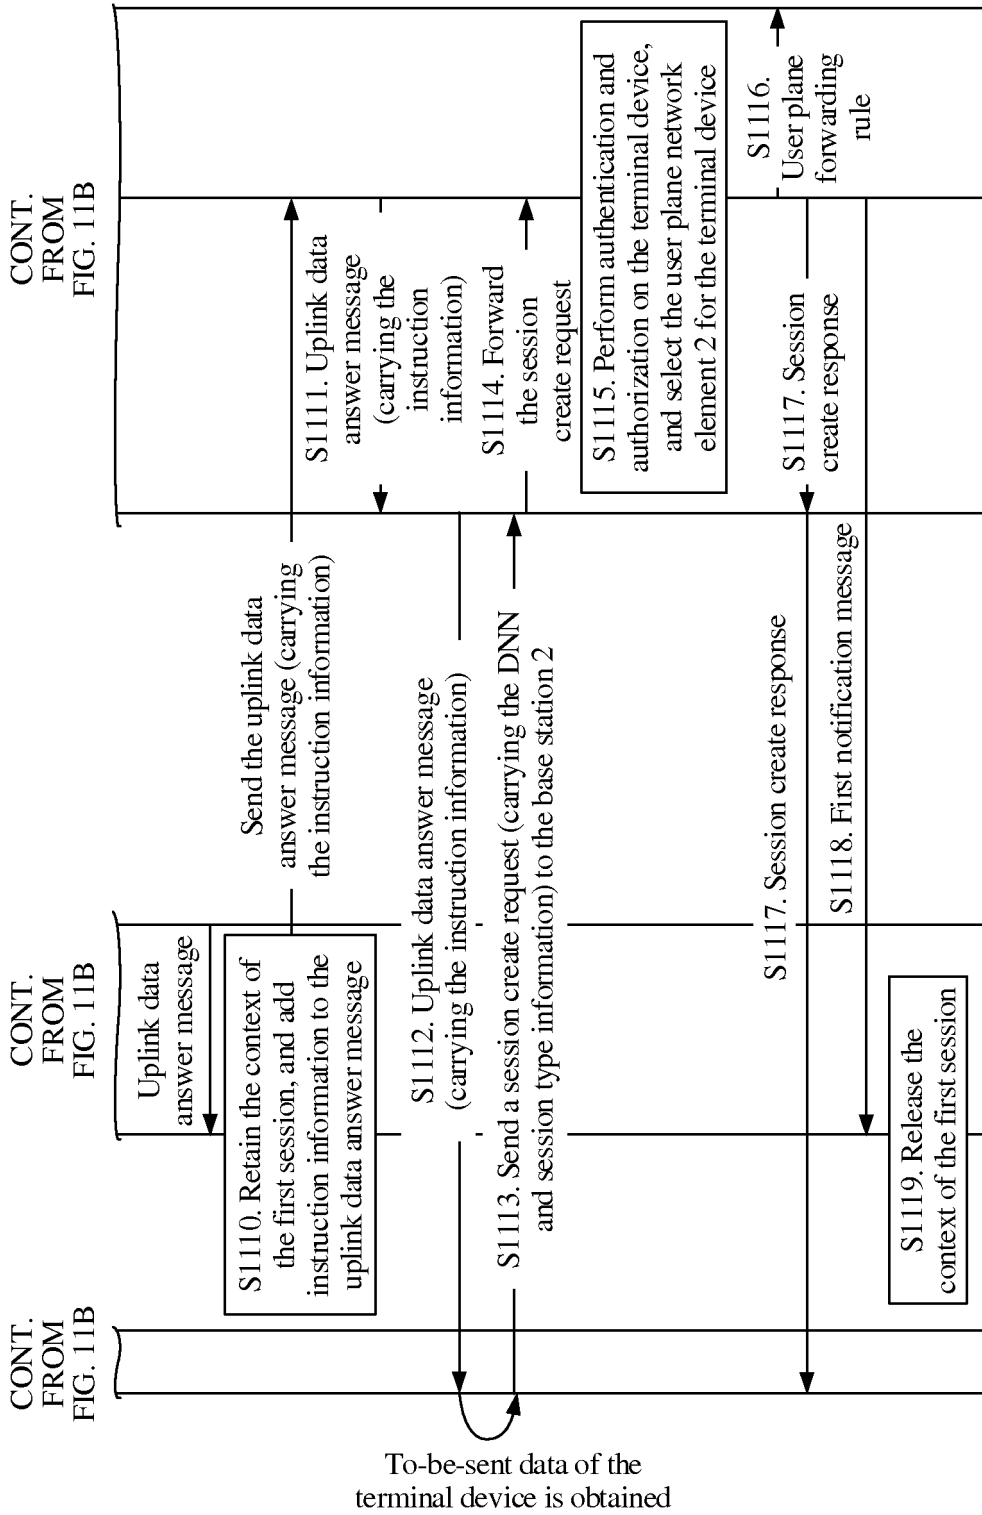 CONT.
FROM
FIG. 11B
CONT.
FROM
FIG. 11B
CONT.
FROM
FIG. 11B
Uplink data
answer message
S1110. Retain the context of
the first session, and add
instruction information to the
uplink data answer message
Send the uplink data
answer message (carrying
the instruction information)
S1111. Uplink data
answer message
(carrying the
instruction
information)
S1112. Uplink data answer message
(carrying the instruction information)
To-be-sent data of the
terminal device is obtained
S1113. Send a session create request (carrying the DNN
and session type information) to the base station 2
S1114. Forward
the session
create request
S1115. Perform authentication and
authorization on the terminal device,
and select the user plane network
element 2 for the terminal device
S1116.
User plane
forwarding
rule
S1117. Session
create response
S1117. Session create response
S1118. First notification message
S1119. Release the
context of the first session